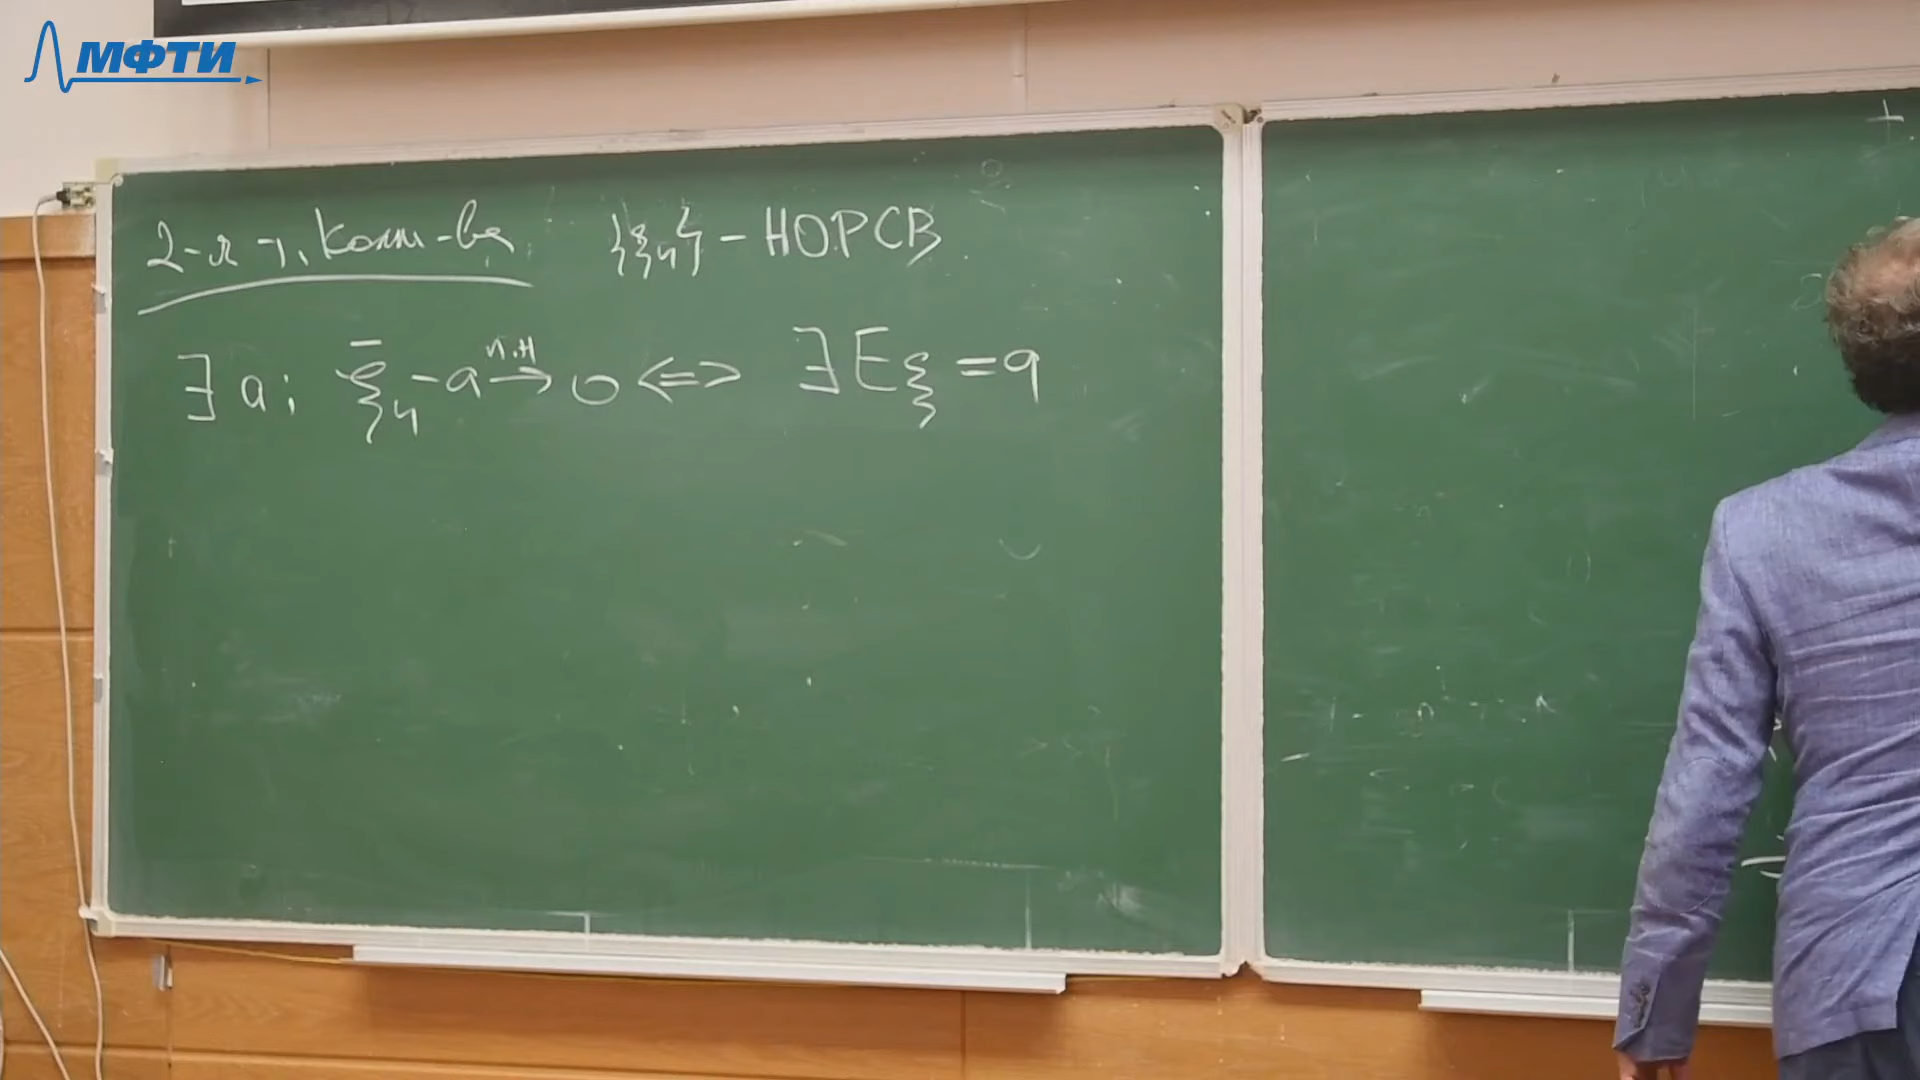 МФТИ
2-я т. Колм-ва {ξₙ} – НОРСВ
∃ a: ξ̄ₙ – a →ᵖ·ᴴ 0 <=> ∃ Eξ = a